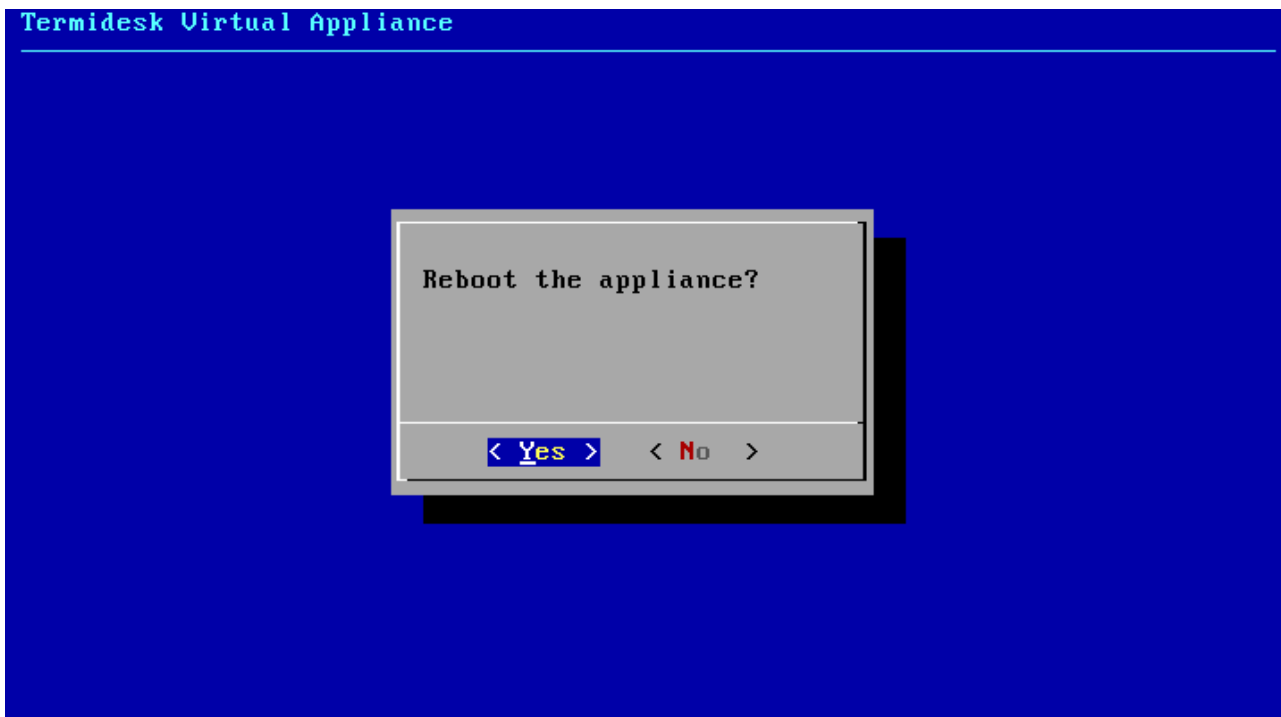 Termidesk Virtual Appliance
Reboot the appliance?
< Yes > < No >